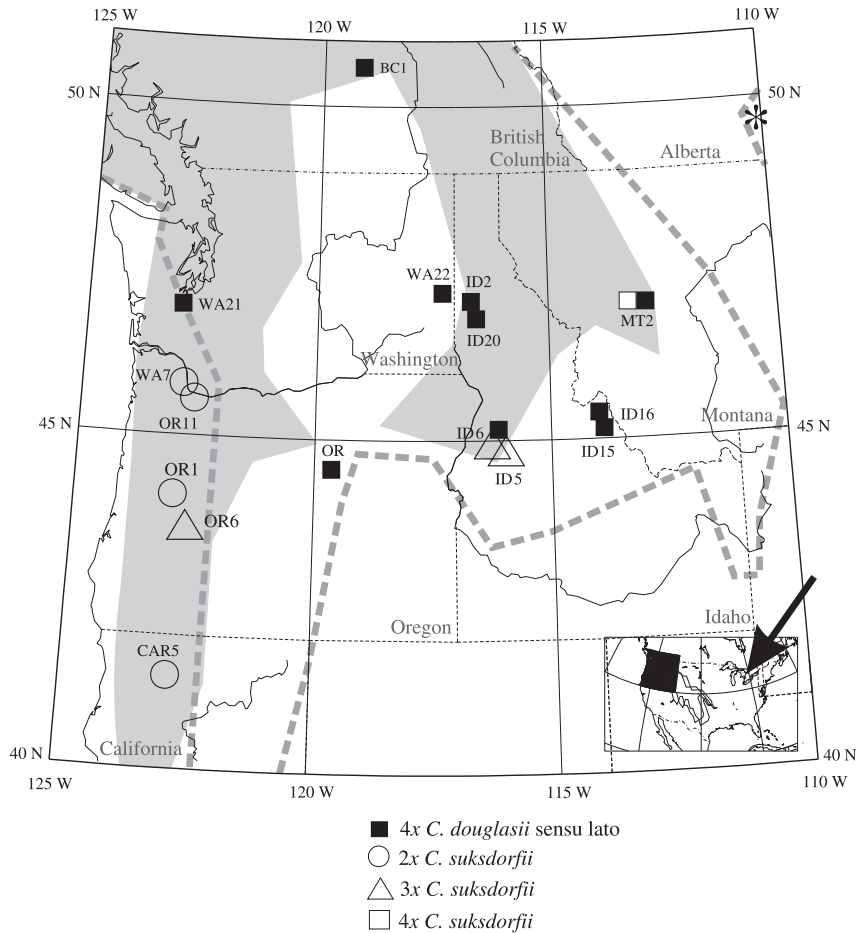 125 W
120 W
115 W
110 W
BC1
50 N
50 N
*
British
Columbia
Alberta
WA22
ID2
WA21
MT2
ID20
Washington
WA7
OR11
ID16
Montana
45 N
45 N
ID6
ID15
OR
OR1
ID5
OR6
Oregon
Idaho
CAR5
California
40 N
40 N
125 W
120 W
115 W
110 W
4x C. douglasii sensu lato
2x C. suksdorfii
3x C. suksdorfii
4x C. suksdorfii